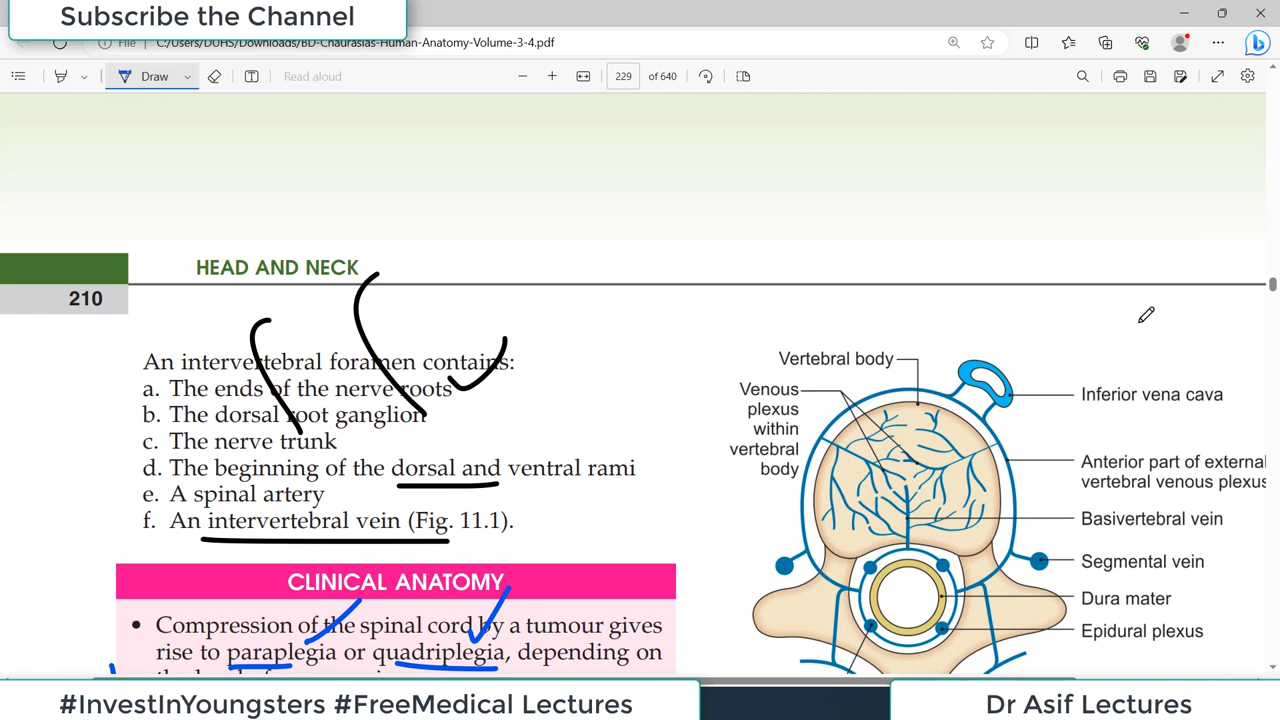 Subscribe the Channel
File
C:/Users/DUHS/Downloads/BD-Chaurasias-Human-Anatomy-Volume-3-4.pdf
Draw
Read aloud
229
of 640
HEAD AND NECK
210
An intervertebral foramen contains:
a. The ends of the nerve roots
b. The dorsal root ganglion
c. The nerve trunk
d. The beginning of the dorsal and ventral rami
e. A spinal artery
f. An intervertebral vein (Fig. 11.1).
CLINICAL ANATOMY
• Compression of the spinal cord by a tumour gives
rise to paraplegia or quadriplegia, depending on
Vertebral body
Venous
plexus
within
vertebral
body
Inferior vena cava
Anterior part of external
vertebral venous plexus
Basivertebral vein
Segmental vein
Dura mater
Epidural plexus
#InvestInYoungsters #FreeMedical Lectures
Dr Asif Lectures